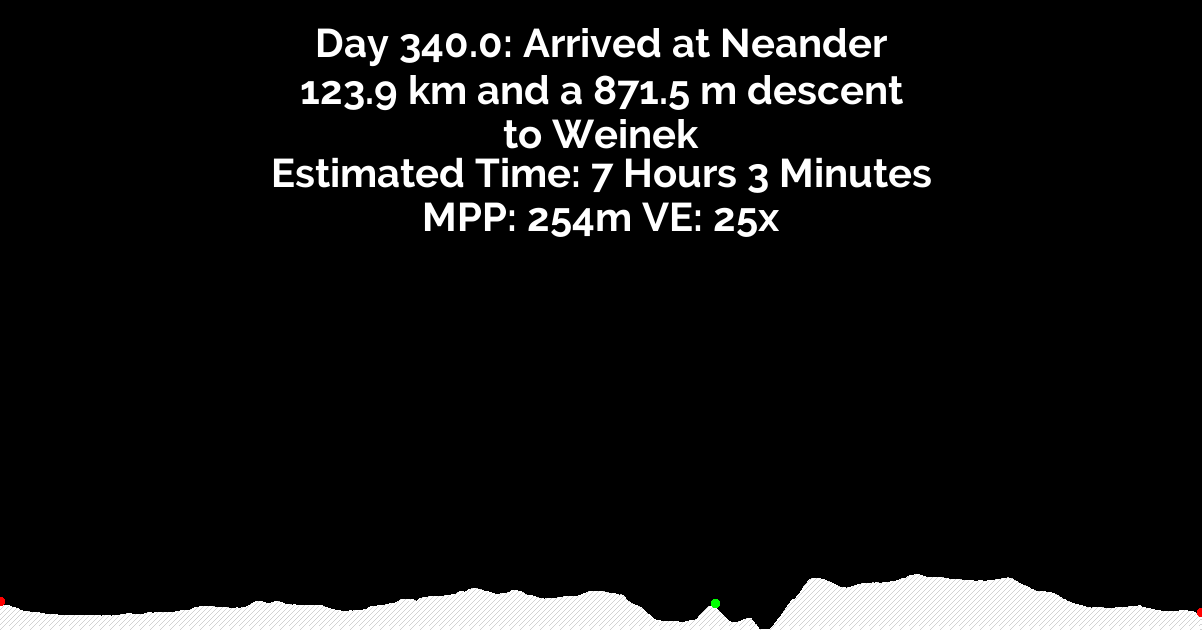 Day 340.0: Arrived at Neander
123.9 km and a 871.5 m descent
to Weinek
Estimated Time: 7 Hours 3 Minutes
MPP: 254m VE: 25x